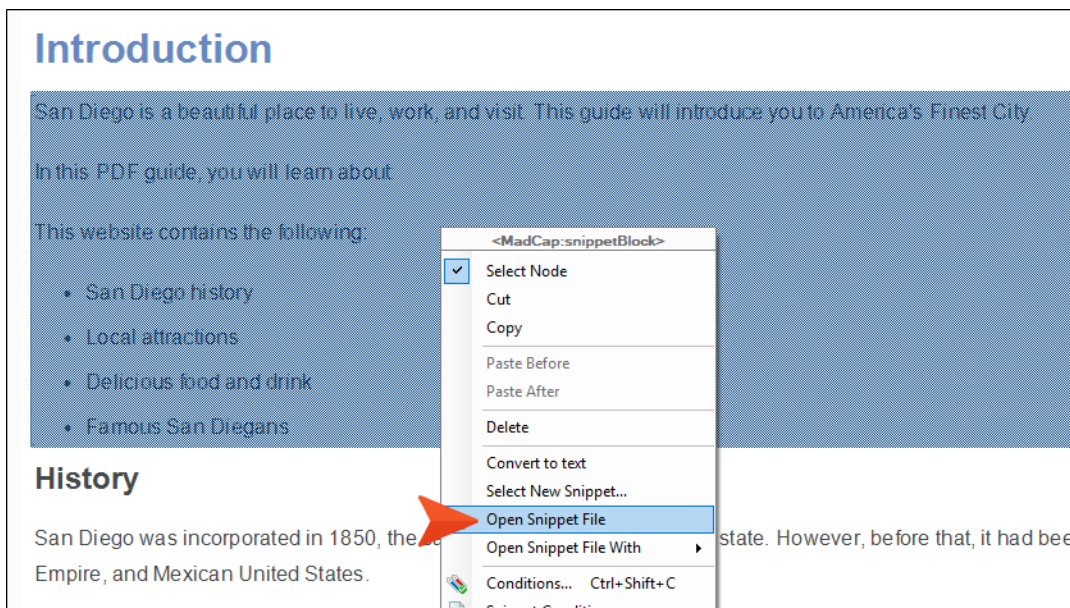 Introduction
San Diego is a beautiful place to live, work, and visit. This guide will introduce you to America's Finest City.
In this PDF guide, you will learn about:
This website contains the following:
• San Diego history
• Local attractions
• Delicious food and drink
• Famous San Diegans
<MadCap:snippetBlock>
Select Node
Cut
Copy
Paste Before
Paste After
Delete
Convert to text
Select New Snippet...
Open Snippet File
Open Snippet File With
Conditions... Ctrl+Shift+C
History
San Diego was incorporated in 1850, the state. However, before that, it had
Empire, and Mexican United States.